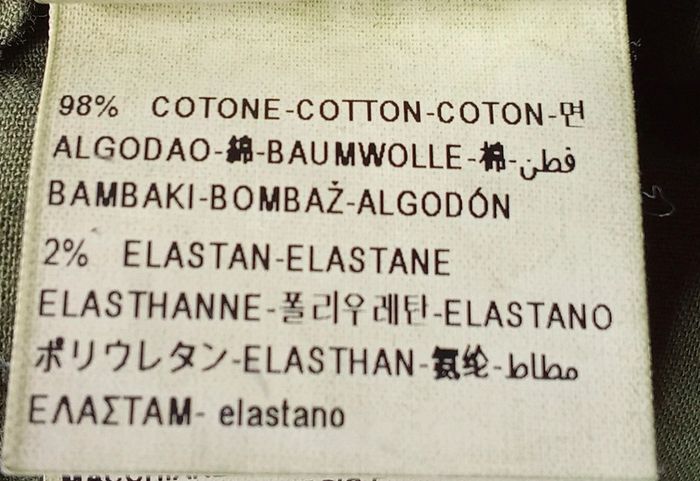 98% COTONE-COTTON-COTON-면
ALGODAO-綿-BAUMWOLLE-棉-قطن
BAMBAKI-BOMBAŽ-ALGODÓN
2% ELASTAN-ELASTANE
ELASTHANNE-폴리우레탄-ELASTANO
ポリウレタン-ELASTHAN-氨纶-مطاط
ΕΛΑΣΤΑΜ- elastano